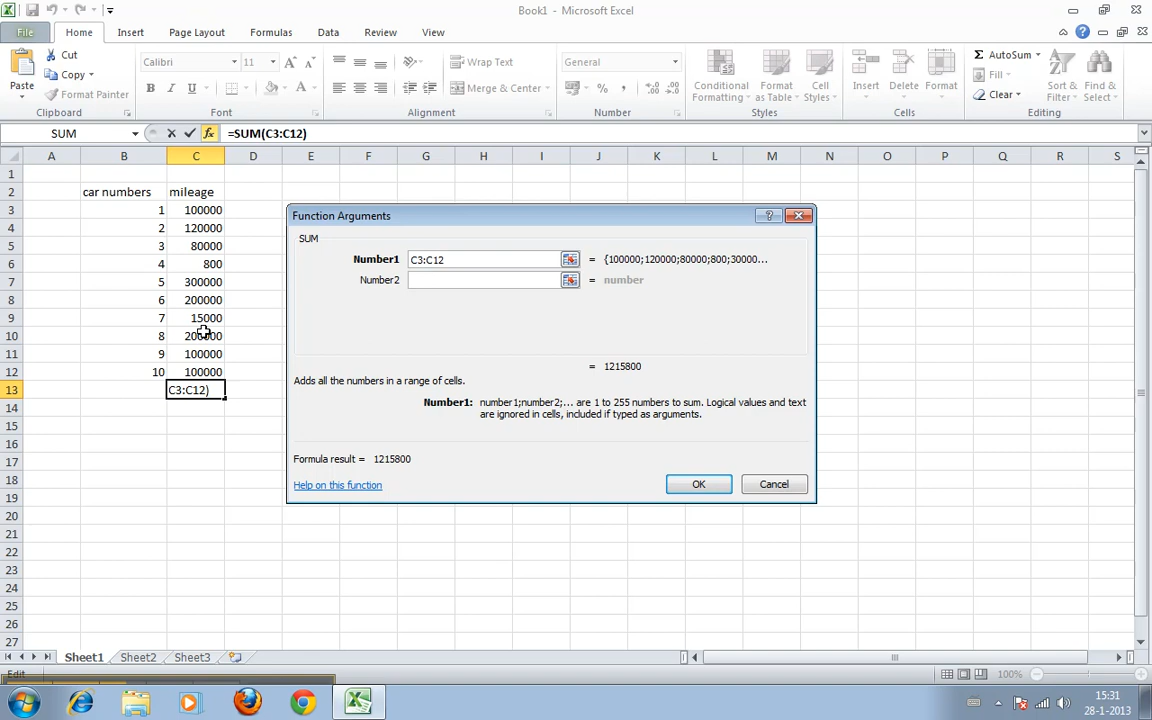 Book1 - Microsoft Excel
File Home Insert Page Layout Formulas Data Review View
Paste
Cut
Copy
Format Painter
Clipboard
Calibri 11
B I U
Font
Wrap Text
Merge & Center
Alignment
General
Number
Conditional Formatting
Format as Table
Cell Styles
Styles
Insert Delete Format
Cells
Σ AutoSum
Fill
Clear
Sort & Filter
Find & Select
Editing
SUM fx =SUM(C3:C12)
A B C D E F G H I J K L M N O P Q R S
1
2 car numbers mileage
3 1 100000
4 2 120000
5 3 80000
6 4 800
7 5 300000
8 6 200000
9 7 15000
10 8 200000
11 9 100000
12 10 100000
13 C3:C12)
14
15
16
17
18
19
20
21
22
23
24
25
26
27
Function Arguments
SUM
Number1 C3:C12 = {100000;120000;80000;800;30000...
Number2 = number
= 1215800
Adds all the numbers in a range of cells.
Number1: number1;number2;... are 1 to 255 numbers to sum. Logical values and text
are ignored in cells, included if typed as arguments.
Formula result = 1215800
Help on this function
OK Cancel
Sheet1 Sheet2 Sheet3
Edit 100%
15:31
28-1-2013